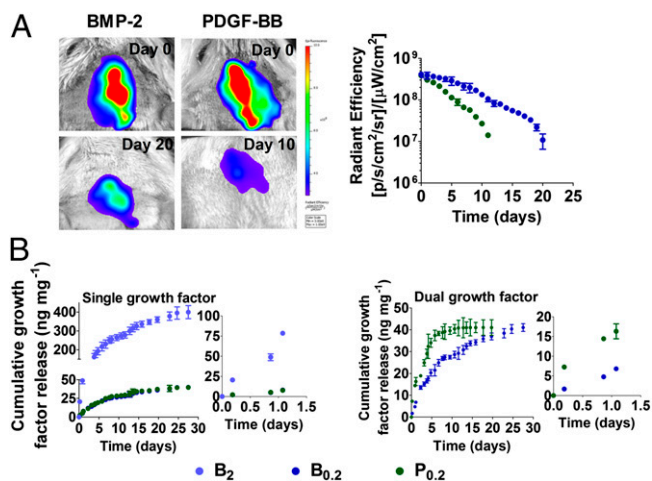 A
BMP-2
PDGF-BB
Day 0
Day 0
Day 20
Day 10
Radiant Efficiency
[p/s/cm²/sr]/[μW/cm²]
10⁹
10⁸
10⁷
10⁶
0 5 10 15 20 25
Time (days)
B
Single growth factor
Cumulative growth
factor release (ng mg⁻¹)
400
300
200
50
25
0
0 5 10 15 20 25 30
Time (days)
100
75
50
25
0
0.0 0.5 1.0 1.5
Time (days)
Dual growth factor
Cumulative growth
factor release (ng mg⁻¹)
50
40
30
20
10
0
0 5 10 15 20 25 30
Time (days)
20
15
10
5
0
0.0 0.5 1.0 1.5
Time (days)
B₂
B₀.₂
P₀.₂